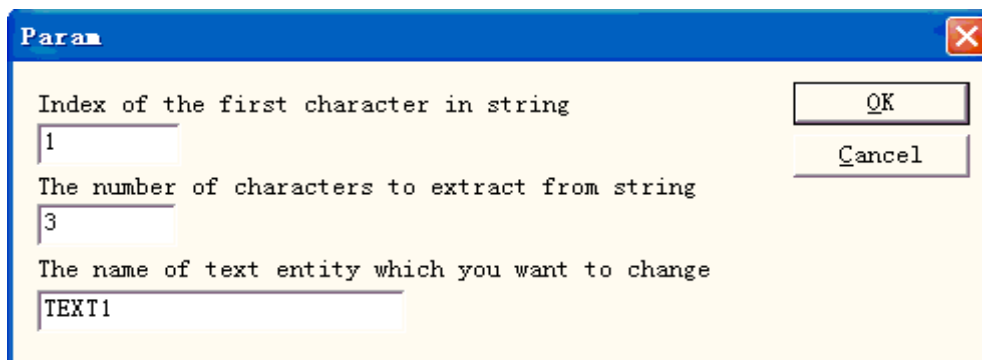 Param
Index of the first character in string
OK
1
Cancel
The number of characters to extract from string
3
The name of text entity which you want to change
TEXT1